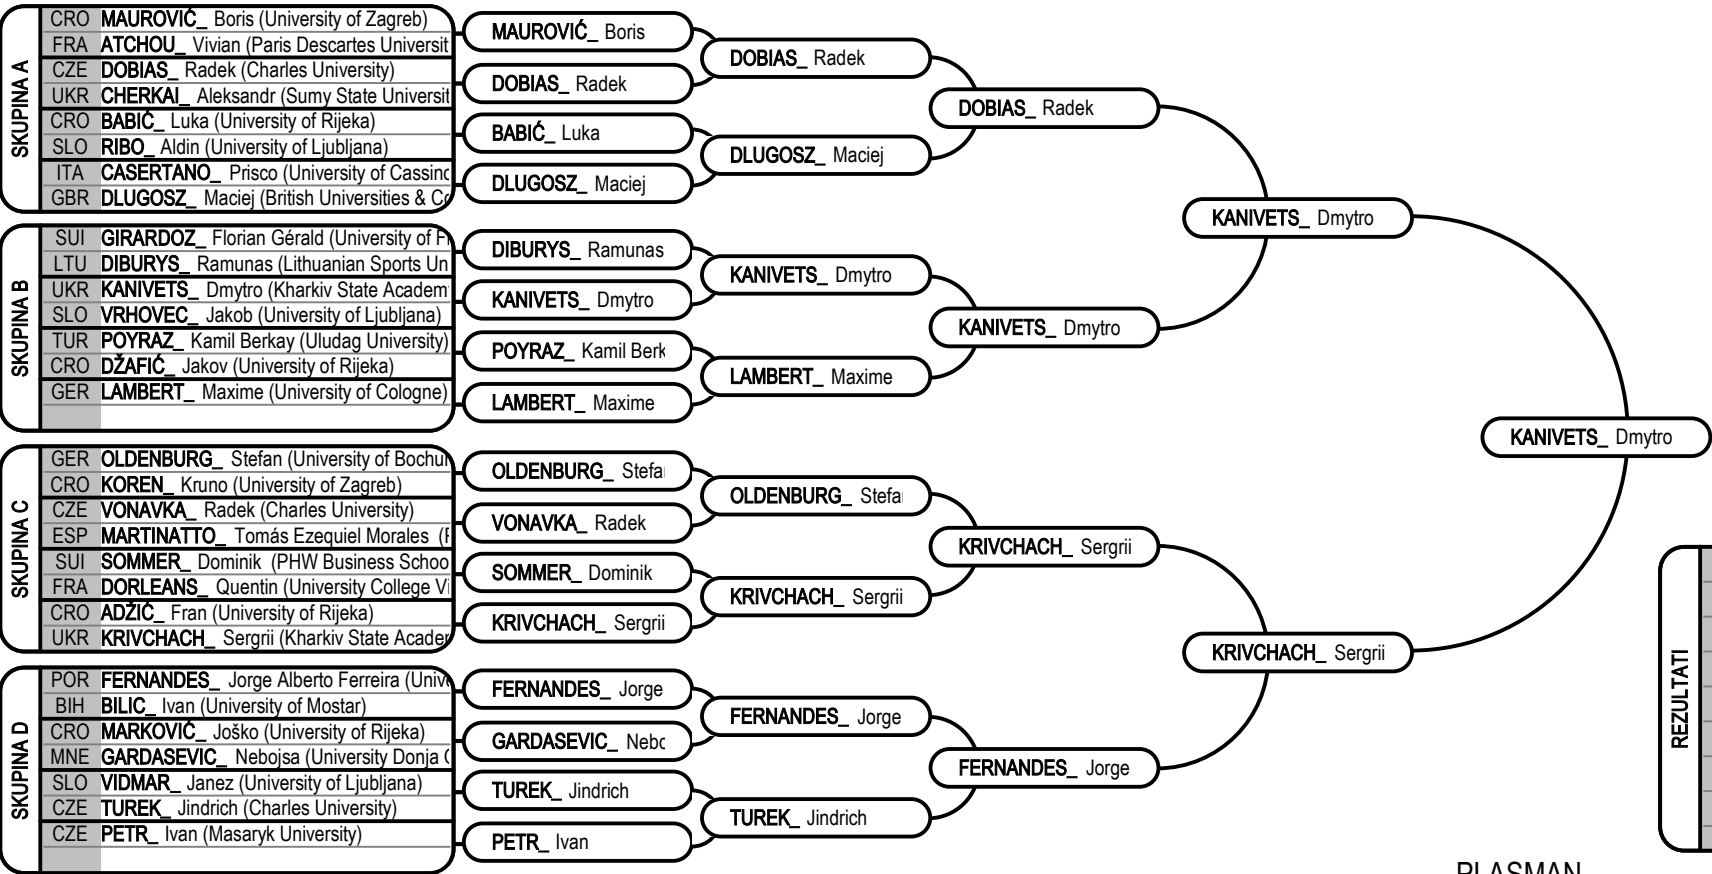 SKUPINA A
CRO MAUROVIĆ_ Boris (University of Zagreb)
FRA ATCHOU_ Vivian (Paris Descartes Universit
CZE DOBIAS_ Radek (Charles University)
UKR CHERKAI_ Aleksandr (Sumy State Universit
CRO BABIĆ_ Luka (University of Rijeka)
SLO RIBO_ Aldin (University of Ljubljana)
ITA CASERTANO_ Prisco (University of Cassino
GBR DLUGOSZ_ Maciej (British Universities & Co
SKUPINA B
SUI GIRARDOZ_ Florian Gérald (University of Fr
LTU DIBURYS_ Ramunas (Lithuanian Sports Un
UKR KANIVETS_ Dmytro (Kharkiv State Academ
SLO VRHOVEC_ Jakob (University of Ljubljana)
TUR POYRAZ_ Kamil Berkay (Uludag University)
CRO DŽAFIĆ_ Jakov (University of Rijeka)
GER LAMBERT_ Maxime (University of Cologne)
SKUPINA C
GER OLDENBURG_ Stefan (University of Bochum
CRO KOREN_ Kruno (University of Zagreb)
CZE VONAVKA_ Radek (Charles University)
ESP MARTINATTO_ Tomás Ezequiel Morales (F
SUI SOMMER_ Dominik (PHW Business Schoo
FRA DORLEANS_ Quentin (University College Vi
CRO ADŽIĆ_ Fran (University of Rijeka)
UKR KRIVCHACH_ Sergrii (Kharkiv State Acader
SKUPINA D
POR FERNANDES_ Jorge Alberto Ferreira (Unive
BIH BILIC_ Ivan (University of Mostar)
CRO MARKOVIĆ_ Joško (University of Rijeka)
MNE GARDASEVIC_ Nebojsa (University Donja G
SLO VIDMAR_ Janez (University of Ljubljana)
CZE TUREK_ Jindrich (Charles University)
CZE PETR_ Ivan (Masaryk University)
MAUROVIĆ_ Boris
DOBIAS_ Radek
BABIĆ_ Luka
DLUGOSZ_ Maciej
DIBURYS_ Ramunas
KANIVETS_ Dmytro
POYRAZ_ Kamil Berk
LAMBERT_ Maxime
OLDENBURG_ Stefa
VONAVKA_ Radek
SOMMER_ Dominik
KRIVCHACH_ Sergrii
FERNANDES_ Jorge
GARDASEVIC_ Nebo
TUREK_ Jindrich
PETR_ Ivan
DOBIAS_ Radek
DLUGOSZ_ Maciej
KANIVETS_ Dmytro
LAMBERT_ Maxime
OLDENBURG_ Stefa
KRIVCHACH_ Sergrii
FERNANDES_ Jorge
TUREK_ Jindrich
DOBIAS_ Radek
KANIVETS_ Dmytro
KRIVCHACH_ Sergrii
FERNANDES_ Jorge
KANIVETS_ Dmytro
KRIVCHACH_ Sergrii
KANIVETS_ Dmytro
REZULTATI
PLASMAN